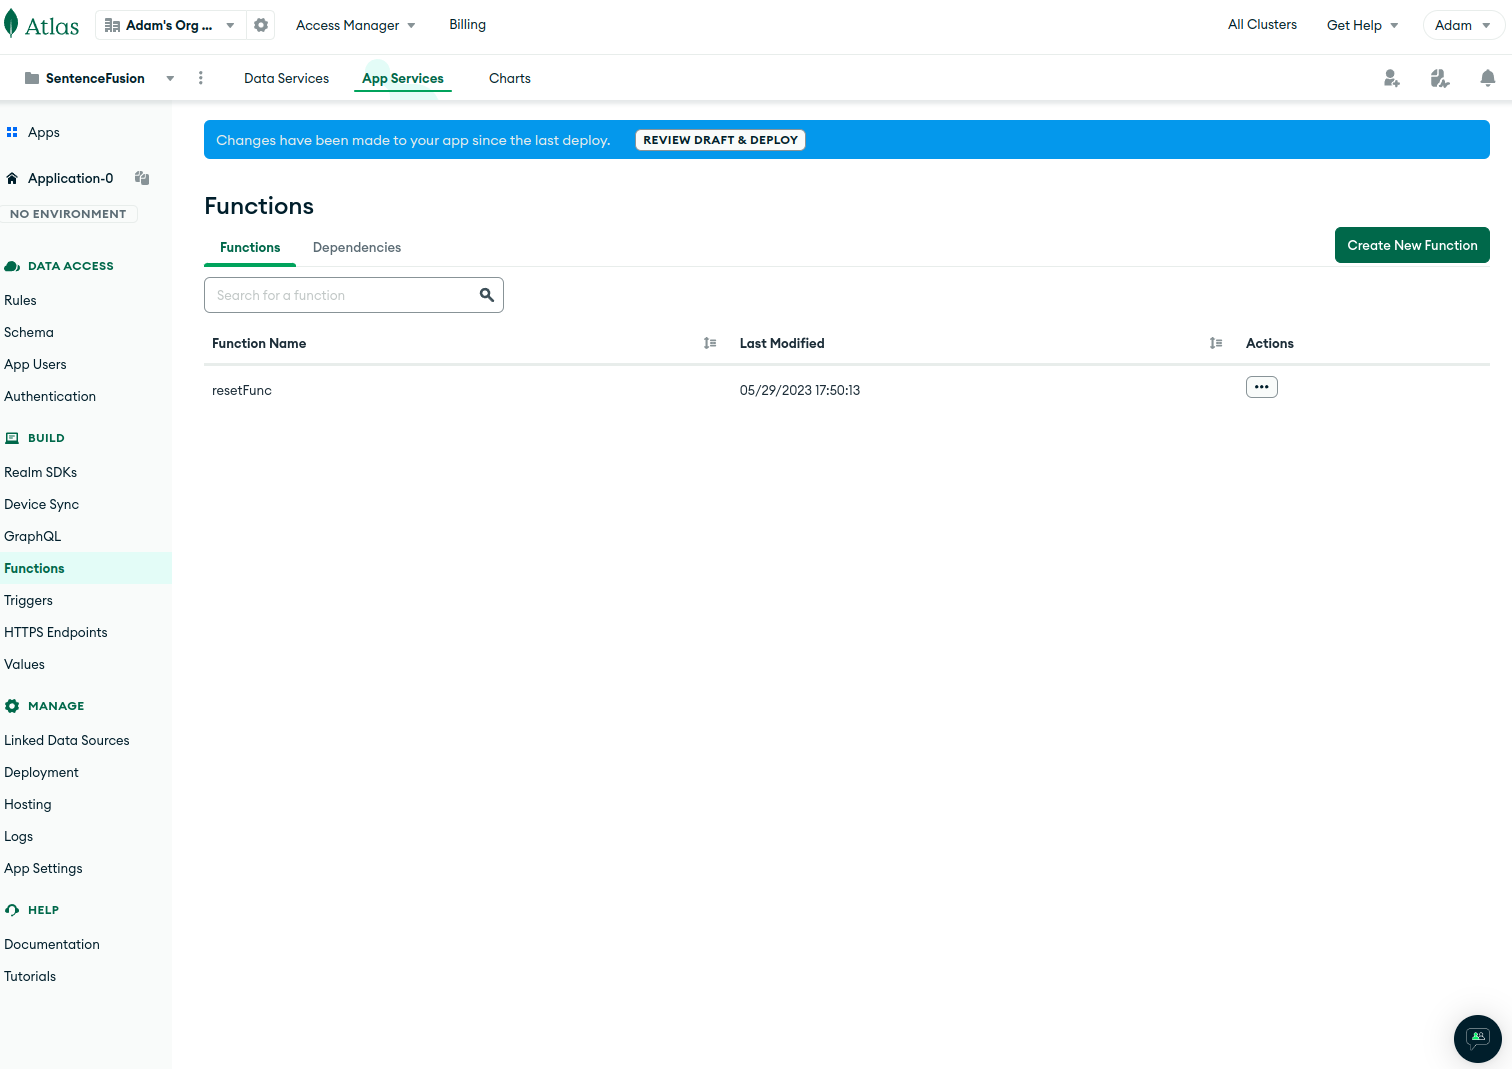 Atlas
Adam's Org ...
Access Manager
Billing
All Clusters
Get Help
Adam
SentenceFusion
Data Services
App Services
Charts
Apps
Application-0
NO ENVIRONMENT
DATA ACCESS
Rules
Schema
App Users
Authentication
BUILD
Realm SDKs
Device Sync
GraphQL
Functions
Triggers
HTTPS Endpoints
Values
MANAGE
Linked Data Sources
Deployment
Hosting
Logs
App Settings
HELP
Documentation
Tutorials
Changes have been made to your app since the last deploy.
REVIEW DRAFT & DEPLOY
Functions
Functions
Dependencies
Create New Function
Search for a function
Function Name
Last Modified
Actions
resetFunc
05/29/2023 17:50:13